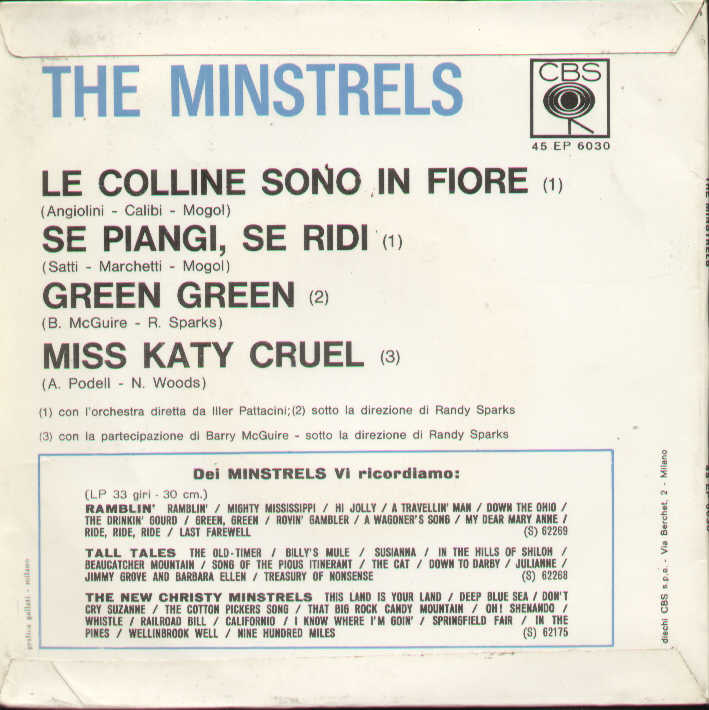 THE MINSTRELS
CBS
45 EP 6030
LE COLLINE SONO IN FIORE (1)
(Angiolini - Calibi - Mogol)
SE PIANGI, SE RIDI (1)
(Satti - Marchetti - Mogol)
GREEN GREEN (2)
(B. McGuire - R. Sparks)
MISS KATY CRUEL (3)
(A. Podell - N. Woods)
(1) con l'orchestra diretta da Iller Pattacini; (2) sotto la direzione di Randy Sparks
(3) con la partecipazione di Barry McGuire - sotto la direzione di Randy Sparks
Dei MINSTRELS Vi ricordiamo:
(LP 33 giri - 30 cm.)
RAMBLIN' RAMBLIN' / MIGHTY MISSISSIPPI / HI JOLLY / A TRAVELLIN' MAN / DOWN THE OHIO /
THE DRINKIN' GOURD / GREEN, GREEN / ROVIN' GAMBLER / A WAGONER'S SONG / MY DEAR MARY ANNE /
RIDE, RIDE, RIDE / LAST FAREWELL (S) 62269
TALL TALES THE OLD-TIMER / BILLY'S MULE / SUSIANNA / IN THE HILLS OF SHILOH /
BEAUCATCHER MOUNTAIN / SONG OF THE PIOUS ITINERANT / THE CAT / DOWN TO DARBY / JULIANNE /
JIMMY GROVE AND BARBARA ELLEN / TREASURY OF NONSENSE (S) 62268
THE NEW CHRISTY MINSTRELS THIS LAND IS YOUR LAND / DEEP BLUE SEA / DON'T
CRY SUZANNE / THE COTTON PICKERS SONG / THAT BIG ROCK CANDY MOUNTAIN / OH! SHENANDO /
WHISTLE / RAILROAD BILL / CALIFORNIO / I KNOW WHERE I'M GOIN' / SPRINGFIELD FAIR / IN THE
PINES / WELLINBROOK WELL / NINE HUNDRED MILES (S) 62175
grafica gallati - milano
dischi CBS s.p.a. - Via Berchet, 2 - Milano
THE MINSTRELS
45 EP 6030